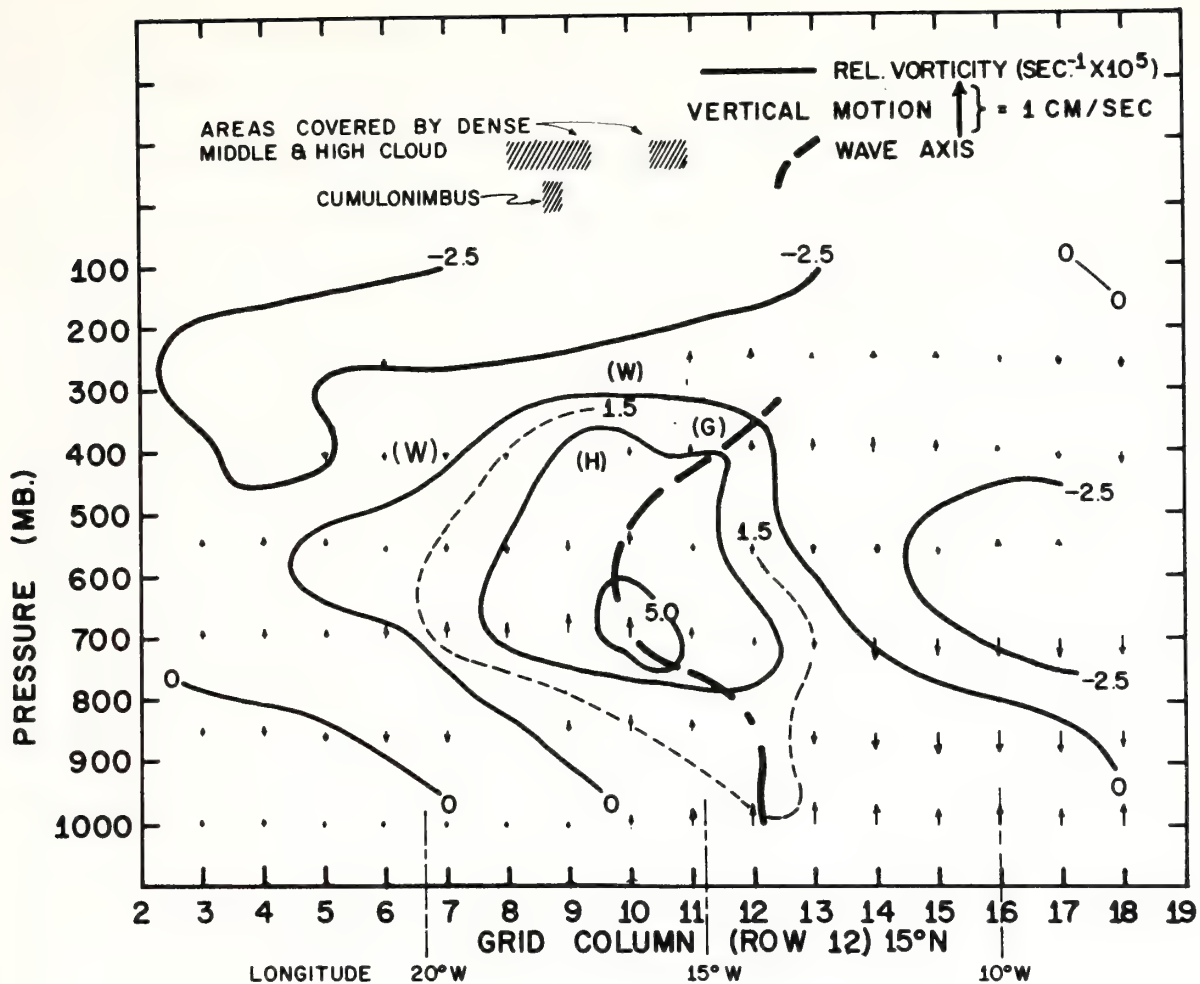 REL. VORTICITY (SEC.⁻¹X10⁵)
VERTICAL MOTION } = 1 CM/SEC
WAVE AXIS
AREAS COVERED BY DENSE
MIDDLE & HIGH CLOUD
CUMULONIMBUS
-2.5
-2.5
0
0
100
200
300
400
500
600
700
800
900
1000
PRESSURE (MB.)
(W)
1.5
(G)
(W)
(H)
-2.5
1.5
5.0
0
-2.5
0
0
0
2 3 4 5 6 7 8 9 10 11 12 13 14 15 16 17 18 19
GRID COLUMN (ROW 12) 15°N
LONGITUDE 20°W 15°W 10°W